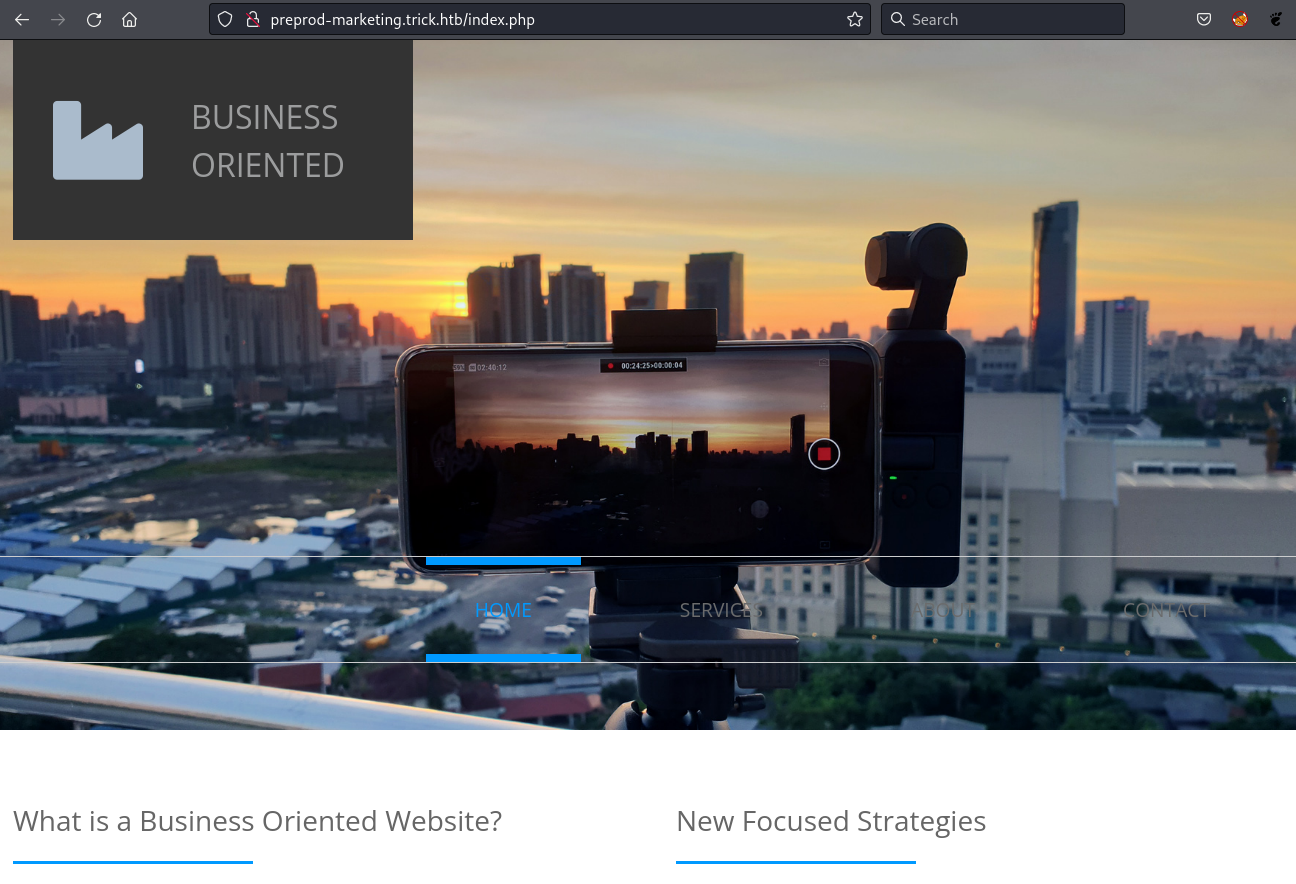 preprod-marketing.trick.htb/index.php
Search
BUSINESS
ORIENTED
02:40:12
00:24:25>00:00:04
HOME SERVICES ABOUT CONTACT
What is a Business Oriented Website? New Focused Strategies